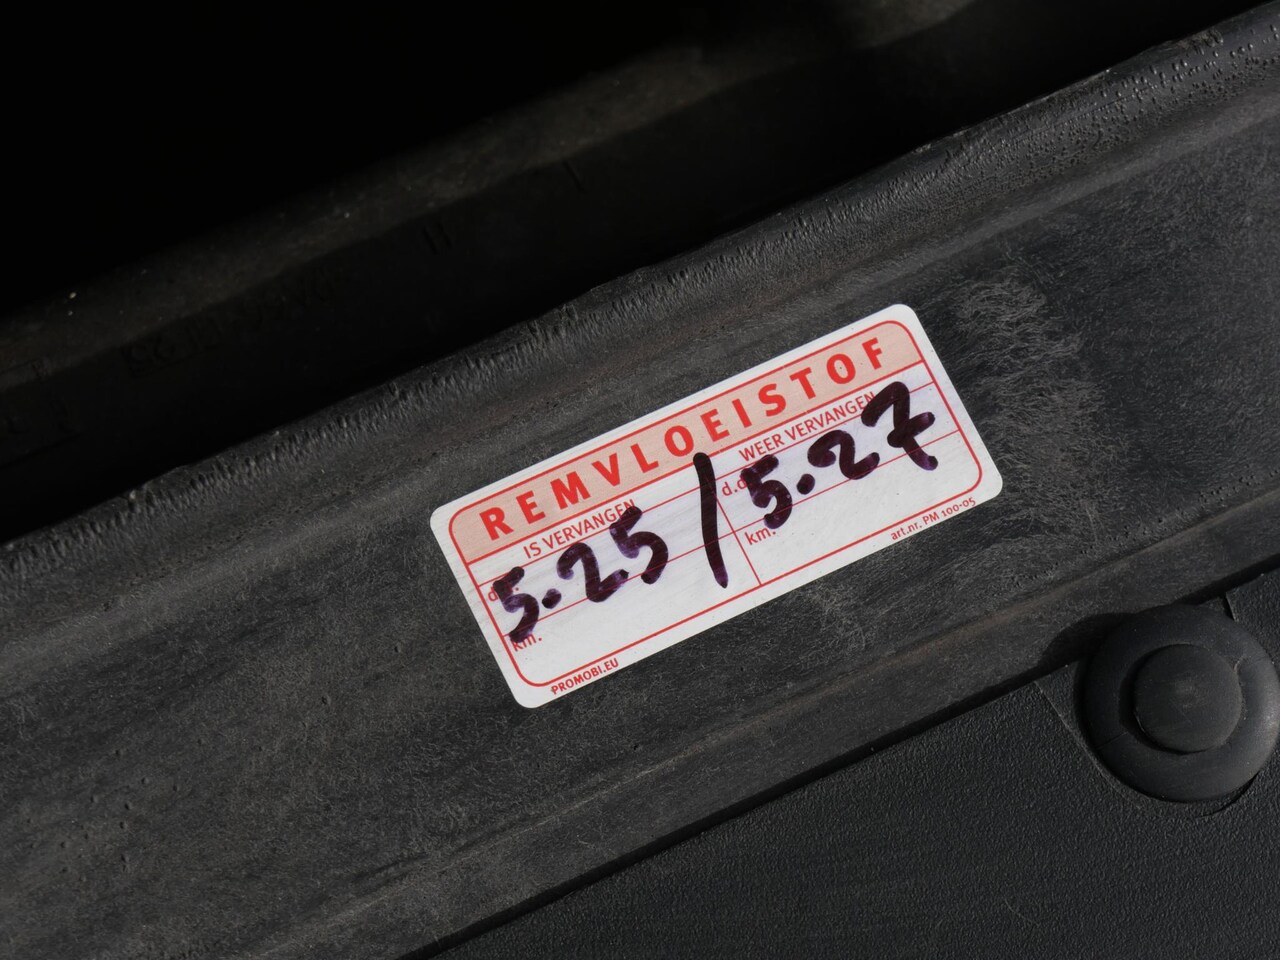 REMVLOEISTOF
IS VERVANGEN
WEER VERVANGEN
5.25 / 5.27
d.d.
km.
km.
PROMOBI.EU
art.nr. PM 100-05